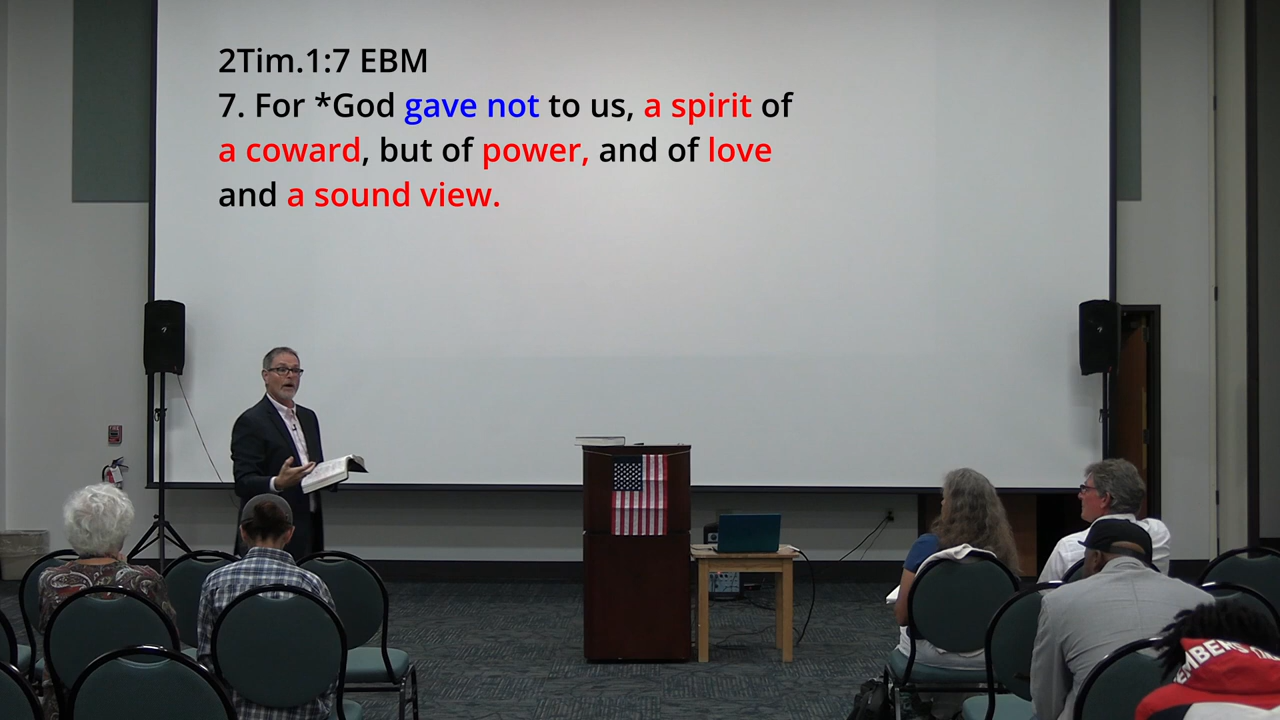 2Tim.1:7 EBM
7. For *God gave not to us, a spirit of
a coward, but of power, and of love
and a sound view.